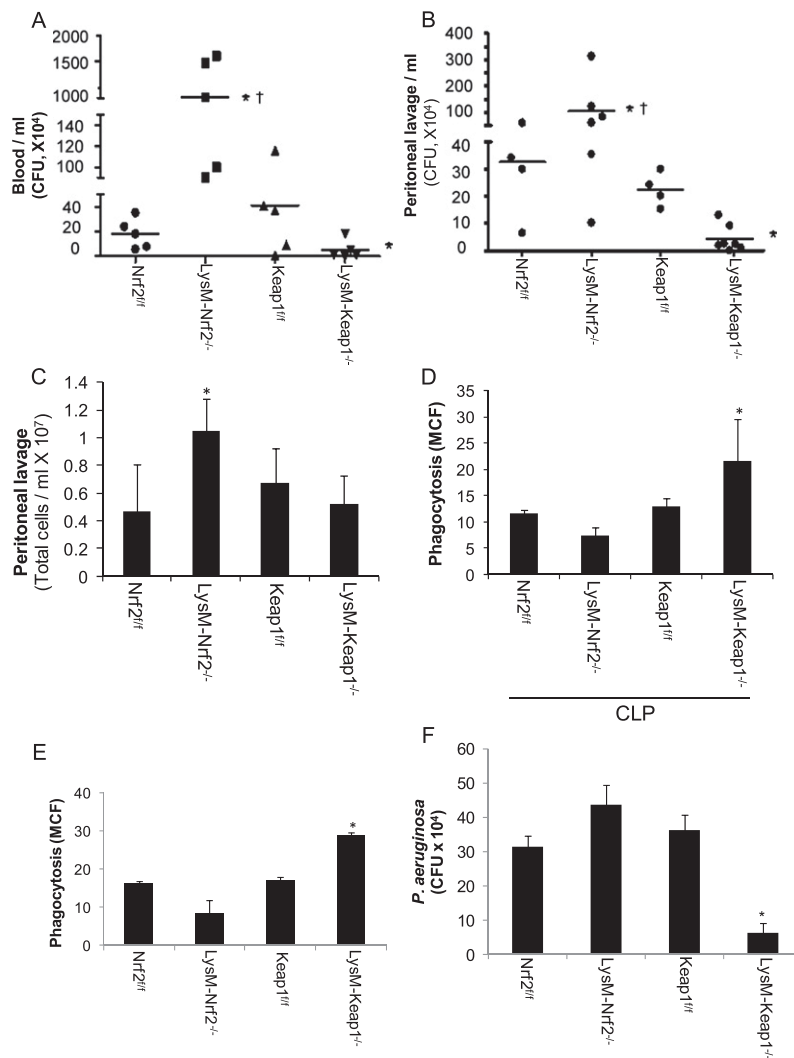 A
2000
1500
1000
140
120
100
40
20
0
Blood / ml
(CFU, X10⁴)
* †
*
Nrf2f/f
LysM-Nrf2-/-
Keap1f/f
LysM-Keap1-/-
B
400
300
200
100
40
30
20
10
0
Peritoneal lavage / ml
(CFU, X10⁴)
* †
*
Nrf2f/f
LysM-Nrf2-/-
Keap1f/f
LysM-Keap1-/-
C
1.4
1.2
1
0.8
0.6
0.4
0.2
0
Peritoneal lavage
(Total cells / ml X 10⁷)
*
Nrf2f/f
LysM-Nrf2-/-
Keap1f/f
LysM-Keap1-/-
D
35
30
25
20
15
10
5
0
Phagocytosis (MCF)
*
Nrf2f/f
LysM-Nrf2-/-
Keap1f/f
LysM-Keap1-/-
CLP
E
40
30
20
10
0
Phagocytosis (MCF)
*
Nrf2f/f
LysM-Nrf2-/-
Keap1f/f
LysM-Keap1-/-
F
60
50
40
30
20
10
0
P. aeruginosa
(CFU x 10⁴)
*
Nrf2f/f
LysM-Nrf2-/-
Keap1f/f
LysM-Keap1-/-